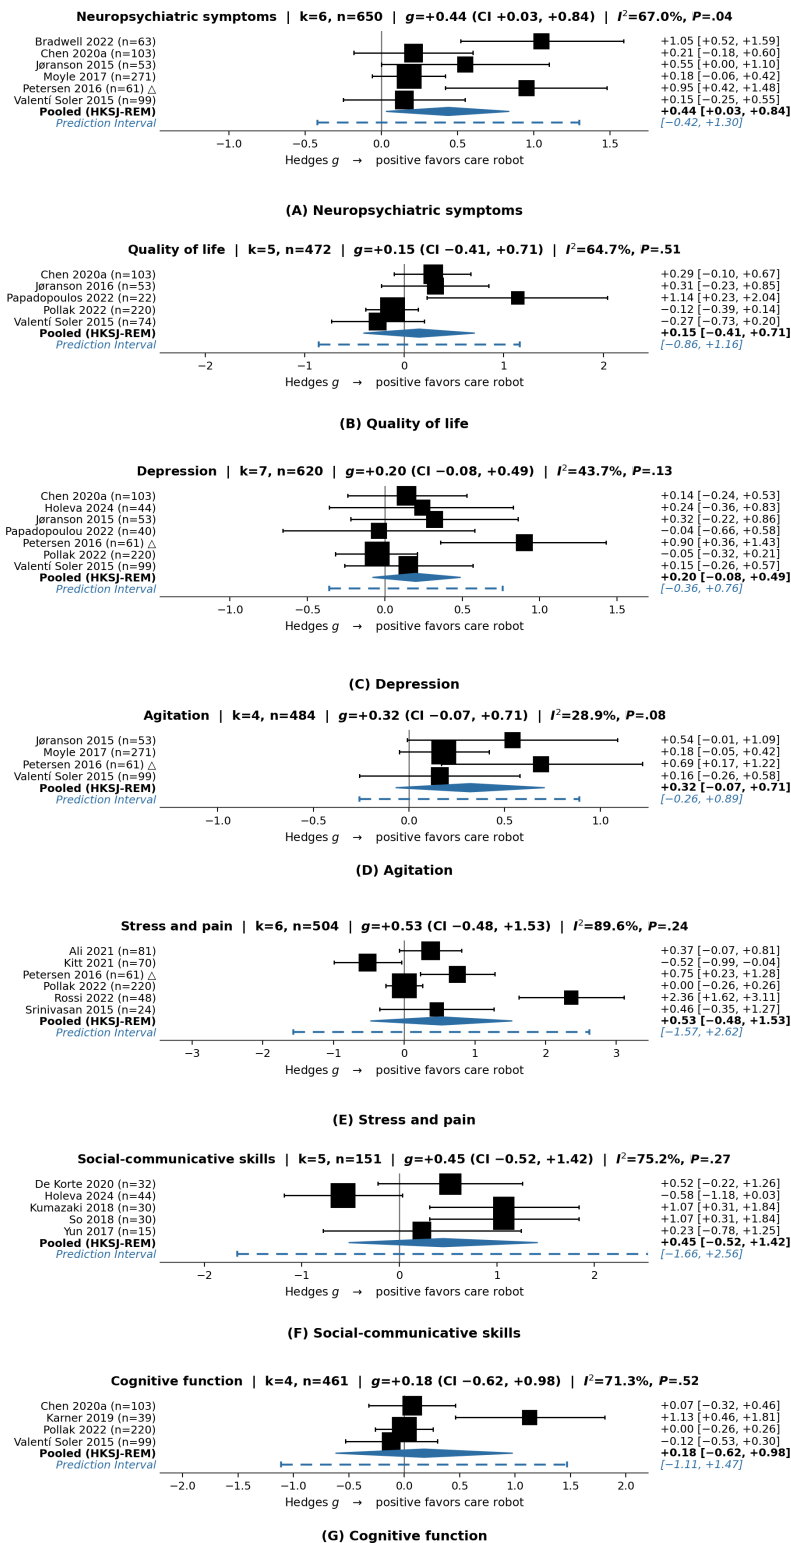 Neuropsychiatric symptoms | k=6, n=650 | g=+0.44 (CI +0.03, +0.84) | I²=67.0%, P=.04
Bradwell 2022 (n=63) +1.05 [+0.52, +1.59]
Chen 2020a (n=103) +0.21 [−0.18, +0.60]
Jøranson 2015 (n=53) +0.55 [+0.00, +1.10]
Moyle 2017 (n=271) +0.18 [−0.06, +0.42]
Petersen 2016 (n=61) △ +0.95 [+0.42, +1.48]
Valentí Soler 2015 (n=99) +0.15 [−0.25, +0.55]
Pooled (HKSJ-REM) +0.44 [+0.03, +0.84]
Prediction Interval [−0.42, +1.30]
−1.0 −0.5 0.0 0.5 1.0 1.5
Hedges g → positive favors care robot
(A) Neuropsychiatric symptoms
Quality of life | k=5, n=472 | g=+0.15 (CI −0.41, +0.71) | I²=64.7%, P=.51
Chen 2020a (n=103) +0.29 [−0.10, +0.67]
Jøranson 2016 (n=53) +0.31 [−0.23, +0.85]
Papadopoulos 2022 (n=22) +1.14 [+0.23, +2.04]
Pollak 2022 (n=220) −0.12 [−0.39, +0.14]
Valentí Soler 2015 (n=74) −0.27 [−0.73, +0.20]
Pooled (HKSJ-REM) +0.15 [−0.41, +0.71]
Prediction Interval [−0.86, +1.16]
−2 −1 0 1 2
Hedges g → positive favors care robot
(B) Quality of life
Depression | k=7, n=620 | g=+0.20 (CI −0.08, +0.49) | I²=43.7%, P=.13
Chen 2020a (n=103) +0.14 [−0.24, +0.53]
Holeva 2024 (n=44) +0.24 [−0.36, +0.83]
Jøranson 2015 (n=53) +0.32 [−0.22, +0.86]
Papadopoulou 2022 (n=40) −0.04 [−0.66, +0.58]
Petersen 2016 (n=61) △ +0.90 [+0.36, +1.43]
Pollak 2022 (n=220) −0.05 [−0.32, +0.21]
Valentí Soler 2015 (n=99) +0.15 [−0.26, +0.57]
Pooled (HKSJ-REM) +0.20 [−0.08, +0.49]
Prediction Interval [−0.36, +0.76]
−1.0 −0.5 0.0 0.5 1.0 1.5
Hedges g → positive favors care robot
(C) Depression
Agitation | k=4, n=484 | g=+0.32 (CI −0.07, +0.71) | I²=28.9%, P=.08
Jøranson 2015 (n=53) +0.54 [−0.01, +1.09]
Moyle 2017 (n=271) +0.18 [−0.05, +0.42]
Petersen 2016 (n=61) △ +0.69 [+0.17, +1.22]
Valentí Soler 2015 (n=99) +0.16 [−0.26, +0.58]
Pooled (HKSJ-REM) +0.32 [−0.07, +0.71]
Prediction Interval [−0.26, +0.89]
−1.0 −0.5 0.0 0.5 1.0
Hedges g → positive favors care robot
(D) Agitation
Stress and pain | k=6, n=504 | g=+0.53 (CI −0.48, +1.53) | I²=89.6%, P=.24
Ali 2021 (n=81) +0.37 [−0.07, +0.81]
Kitt 2021 (n=70) −0.52 [−0.99, −0.04]
Petersen 2016 (n=61) △ +0.75 [+0.23, +1.28]
Pollak 2022 (n=220) +0.00 [−0.26, +0.26]
Rossi 2022 (n=48) +2.36 [+1.62, +3.11]
Srinivasan 2015 (n=24) +0.46 [−0.35, +1.27]
Pooled (HKSJ-REM) +0.53 [−0.48, +1.53]
Prediction Interval [−1.57, +2.62]
−3 −2 −1 0 1 2 3
Hedges g → positive favors care robot
(E) Stress and pain
Social-communicative skills | k=5, n=151 | g=+0.45 (CI −0.52, +1.42) | I²=75.2%, P=.27
De Korte 2020 (n=32) +0.52 [−0.22, +1.26]
Holeva 2024 (n=44) −0.58 [−1.18, +0.03]
Kumazaki 2018 (n=30) +1.07 [+0.31, +1.84]
So 2018 (n=30) +1.07 [+0.31, +1.84]
Yun 2017 (n=15) +0.23 [−0.78, +1.25]
Pooled (HKSJ-REM) +0.45 [−0.52, +1.42]
Prediction Interval [−1.66, +2.56]
−2 −1 0 1 2
Hedges g → positive favors care robot
(F) Social-communicative skills
Cognitive function | k=4, n=461 | g=+0.18 (CI −0.62, +0.98) | I²=71.3%, P=.52
Chen 2020a (n=103) +0.07 [−0.32, +0.46]
Karner 2019 (n=39) +1.13 [+0.46, +1.81]
Pollak 2022 (n=220) +0.00 [−0.26, +0.26]
Valentí Soler 2015 (n=99) −0.12 [−0.53, +0.30]
Pooled (HKSJ-REM) +0.18 [−0.62, +0.98]
Prediction Interval [−1.11, +1.47]
−2.0 −1.5 −1.0 −0.5 0.0 0.5 1.0 1.5 2.0
Hedges g → positive favors care robot
(G) Cognitive function